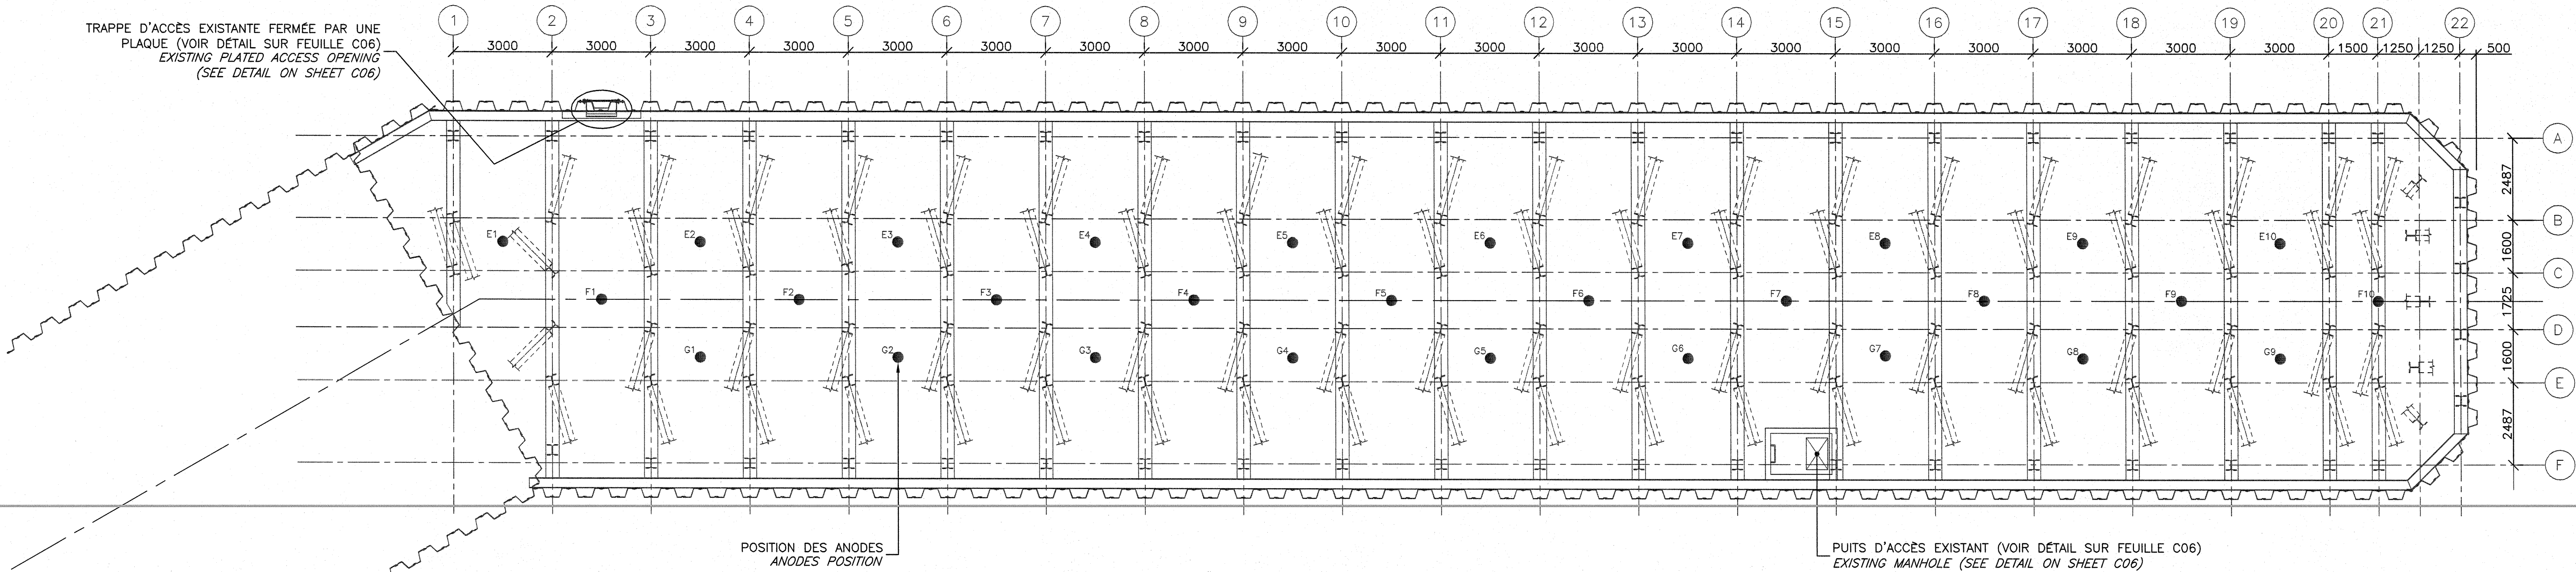 1 2 3 4 5 6 7 8 9 10 11 12 13 14 15 16 17 18 19 20 21 22
TRAPPE D'ACCÈS EXISTANTE FERMÉE PAR UNE
PLAQUE (VOIR DÉTAIL SUR FEUILLE C06)
EXISTING PLATED ACCESS OPENING
(SEE DETAIL ON SHEET C06)
3000 3000 3000 3000 3000 3000 3000 3000 3000 3000 3000 3000 3000 3000 3000 3000 3000 3000 3000 1500 1250 1250 500
A
2487
B
E1 E2 E3 E4 E5 E6 E7 E8 E9 E10
1600
C
F1 F2 F3 F4 F5 F6 F7 F8 F9 F10
1725
D
G1 G2 G3 G4 G5 G6 G7 G8 G9
1600
E
2487
F
POSITION DES ANODES
ANODES POSITION
PUITS D'ACCÈS EXISTANT (VOIR DÉTAIL SUR FEUILLE C06)
EXISTING MANHOLE (SEE DETAIL ON SHEET C06)